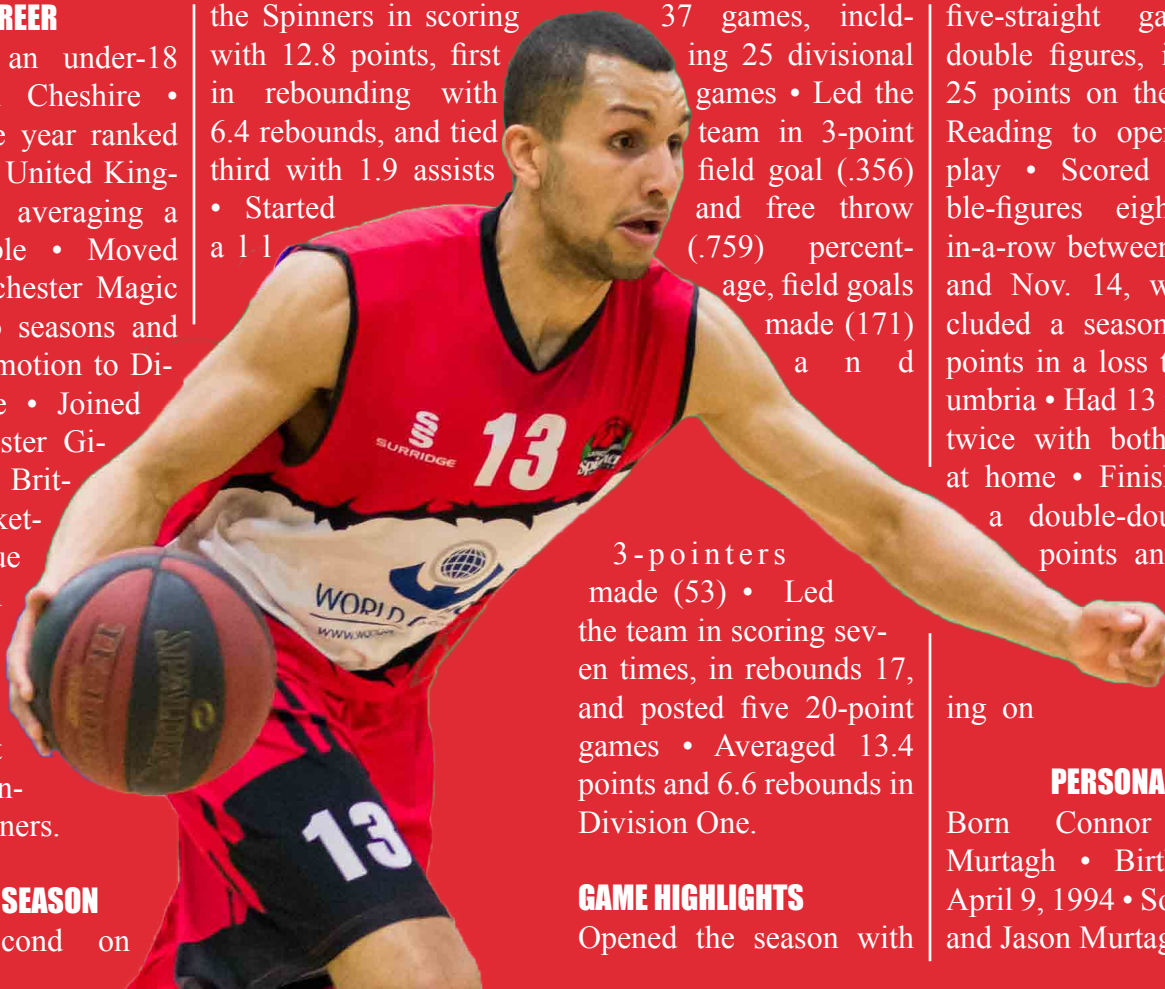 REER
an under-18
Cheshire •
e year ranked
United King-
averaging a
ole • Moved
chester Magic
seasons and
motion to Di-
e • Joined
ster Gi-
Brit-
ket-
ue
n-
ners.
SEASON
cond on
the Spinners in scoring
with 12.8 points, first
in rebounding with
6.4 rebounds, and tied
third with 1.9 assists
• Started
all
37 games, incld-
ing 25 divisional
games • Led the
team in 3-point
field goal (.356)
and free throw
(.759) percent-
age, field goals
made (171)
and
3-pointers
made (53) • Led
the team in scoring sev-
en times, in rebounds 17,
and posted five 20-point
games • Averaged 13.4
points and 6.6 rebounds in
Division One.
GAME HIGHLIGHTS
Opened the season with
five-straight ga
double figures, i
25 points on the
Reading to ope
play • Scored
ble-figures eigh
in-a-row between
and Nov. 14, w
cluded a season
points in a loss t
umbria • Had 13
twice with both
at home • Finis
a double-dou
points an
ing on
PERSONA
Born Connor
Murtagh • Birt
April 9, 1994 • So
and Jason Murtag
SURRIDGE
13
Spinners
WORLD
13